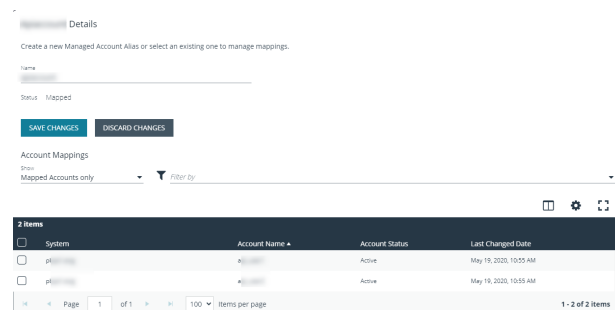 Details
Create a new Managed Account Alias or select an existing one to manage mappings.
Name
Status Mapped
SAVE CHANGES DISCARD CHANGES
Account Mappings
Show
Mapped Accounts only Filter by
2 items
System Account Name Account Status Last Changed Date
Active May 19, 2020, 10:55 AM
Active May 19, 2020, 10:55 AM
Page 1 of 1 100 Items per page 1 - 2 of 2 items